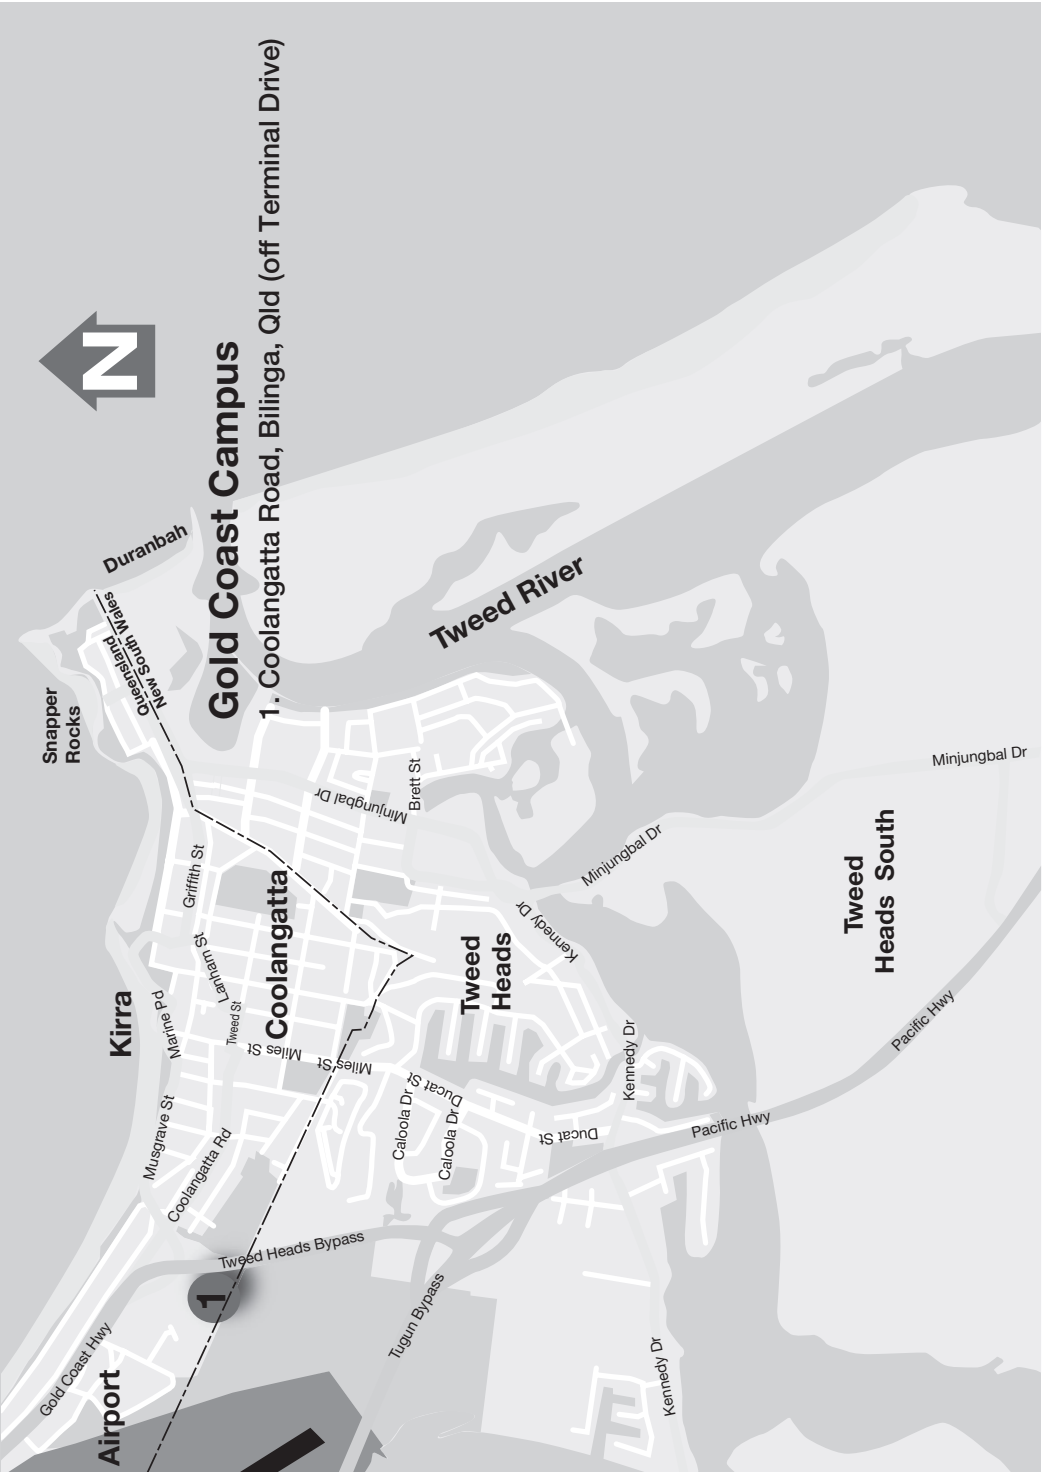 N
Gold Coast Campus
1. Coolangatta Road, Bilinga, Qld (off Terminal Drive)
Snapper
Rocks
Duranbah
Queensland
New South Wales
Tweed River
Kirra
Coolangatta
Griffith St
Lanham St
Marine Pd
Tweed St
Miles St
Miles St
Musgrave St
Coolangatta Rd
Minjungbal Dr
Brett St
Minjungbal Dr
Minjungbal Dr
Tweed
Heads
Kennedy Dr
Kennedy Dr
Kennedy Dr
Ducat St
Ducat St
Caloola Dr
Caloola Dr
Tweed
Heads South
Pacific Hwy
Pacific Hwy
Tweed Heads Bypass
Tugun Bypass
1
Gold Coast Hwy
Airport